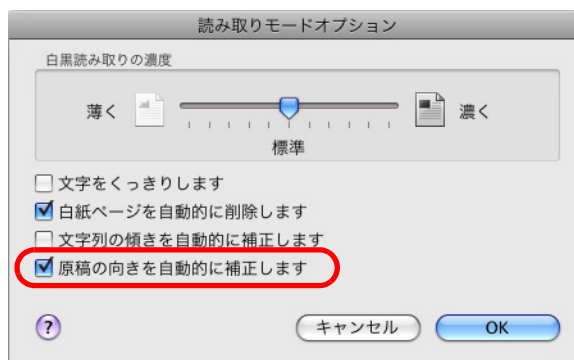 読み取りモードオプション
白黒読み取りの濃度
薄く 濃く
標準
文字をくっきりします
白紙ページを自動的に削除します
文字列の傾きを自動的に補正します
原稿の向きを自動的に補正します
? キャンセル OK